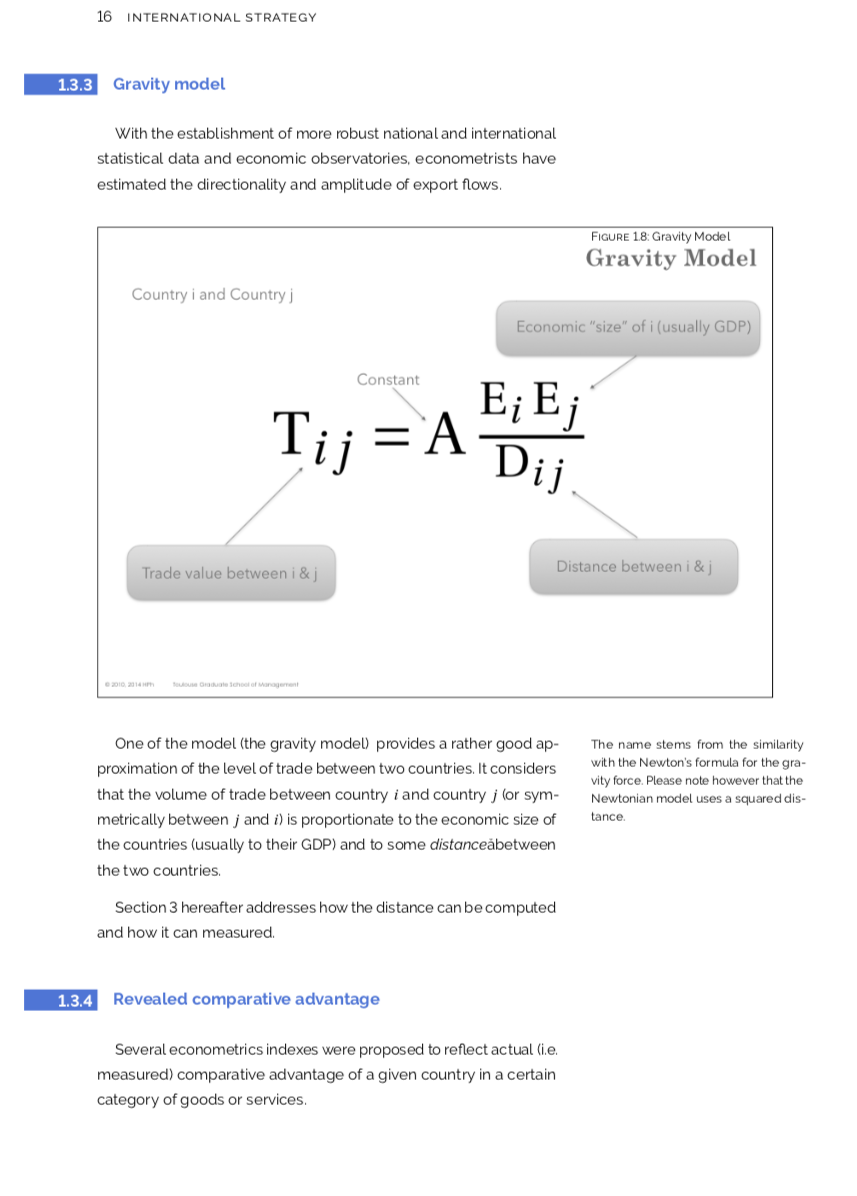 16 INTERNATIONAL STRATEGY
1.3.3 Gravity model
With the establishment of more robust national and international
statistical data and economic observatories, econometrists have
estimated the directionality and amplitude of export flows.
FIGURE 1.8: Gravity Model
Gravity Model
Country i and Country j
Economic "size" of i (usually GDP)
Constant
T_{ij} = A \frac{E_i E_j}{D_{ij}}
Trade value between i & j
Distance between i & j
© 2010, 2014 HPh Toulouse Graduate School of Management
One of the model (the gravity model) provides a rather good ap-
proximation of the level of trade between two countries. It considers
that the volume of trade between country i and country j (or sym-
metrically between j and i) is proportionate to the economic size of
the countries (usually to their GDP) and to some distanceâbetween
the two countries.
The name stems from the similarity
with the Newton's formula for the gra-
vity force. Please note however that the
Newtonian model uses a squared dis-
tance.
Section 3 hereafter addresses how the distance can be computed
and how it can measured.
1.3.4 Revealed comparative advantage
Several econometrics indexes were proposed to reflect actual (i.e.
measured) comparative advantage of a given country in a certain
category of goods or services.